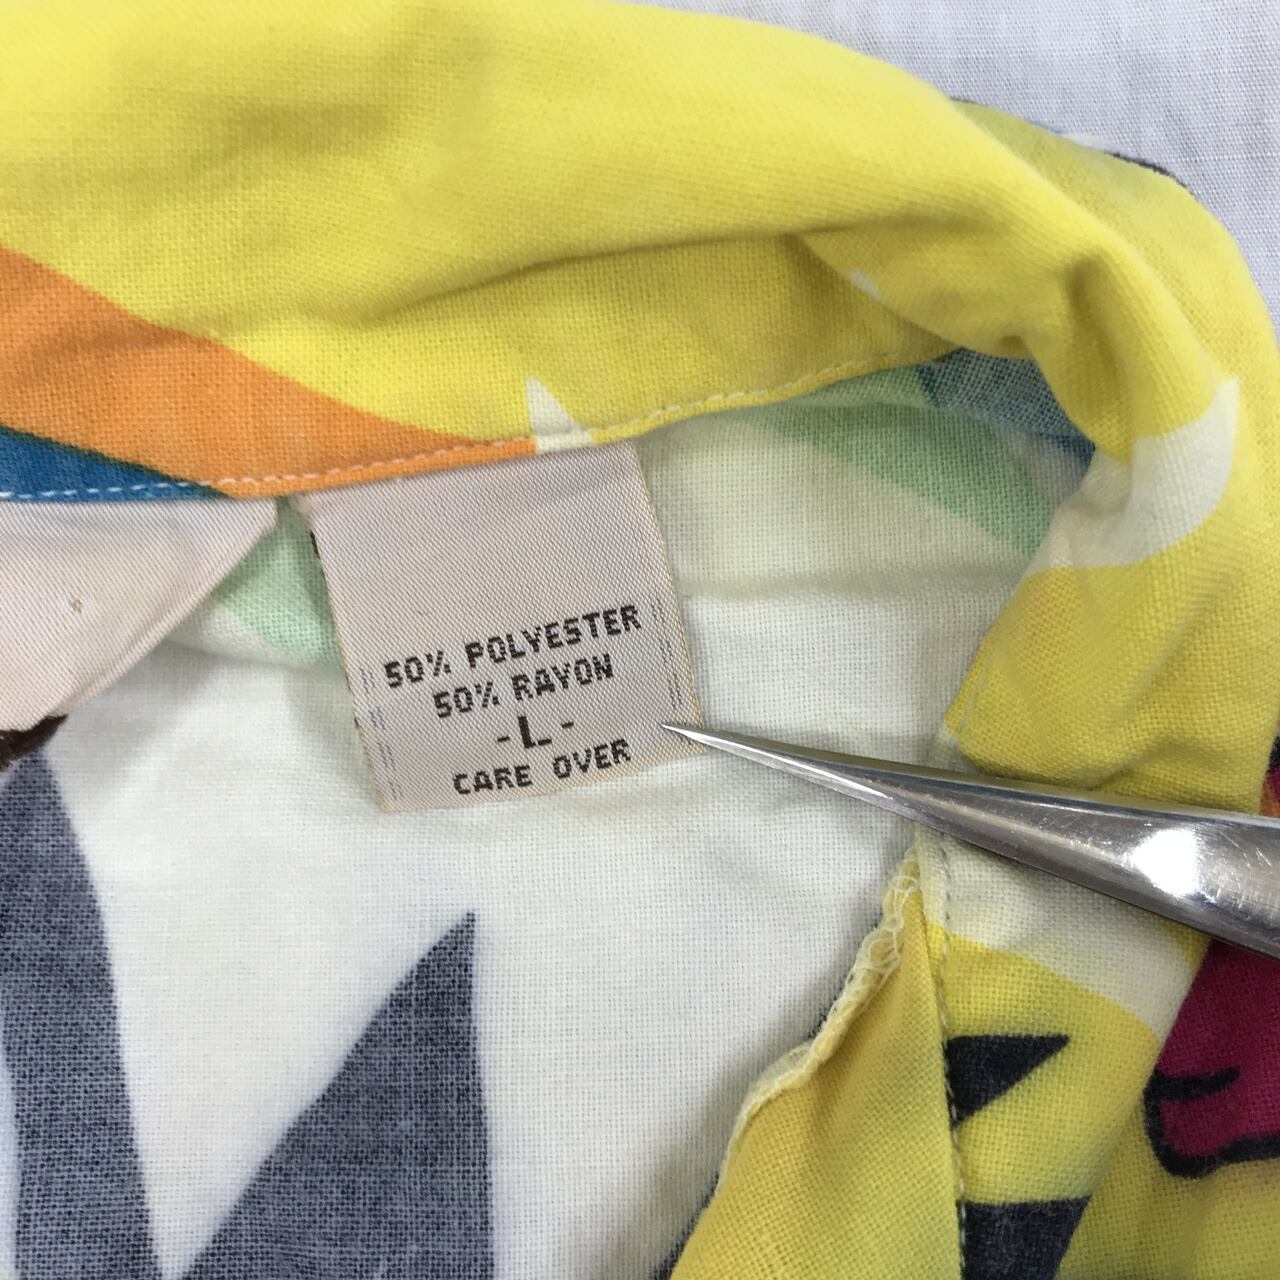 50% POLYESTER
50% RAYON
-L-
CARE OVER